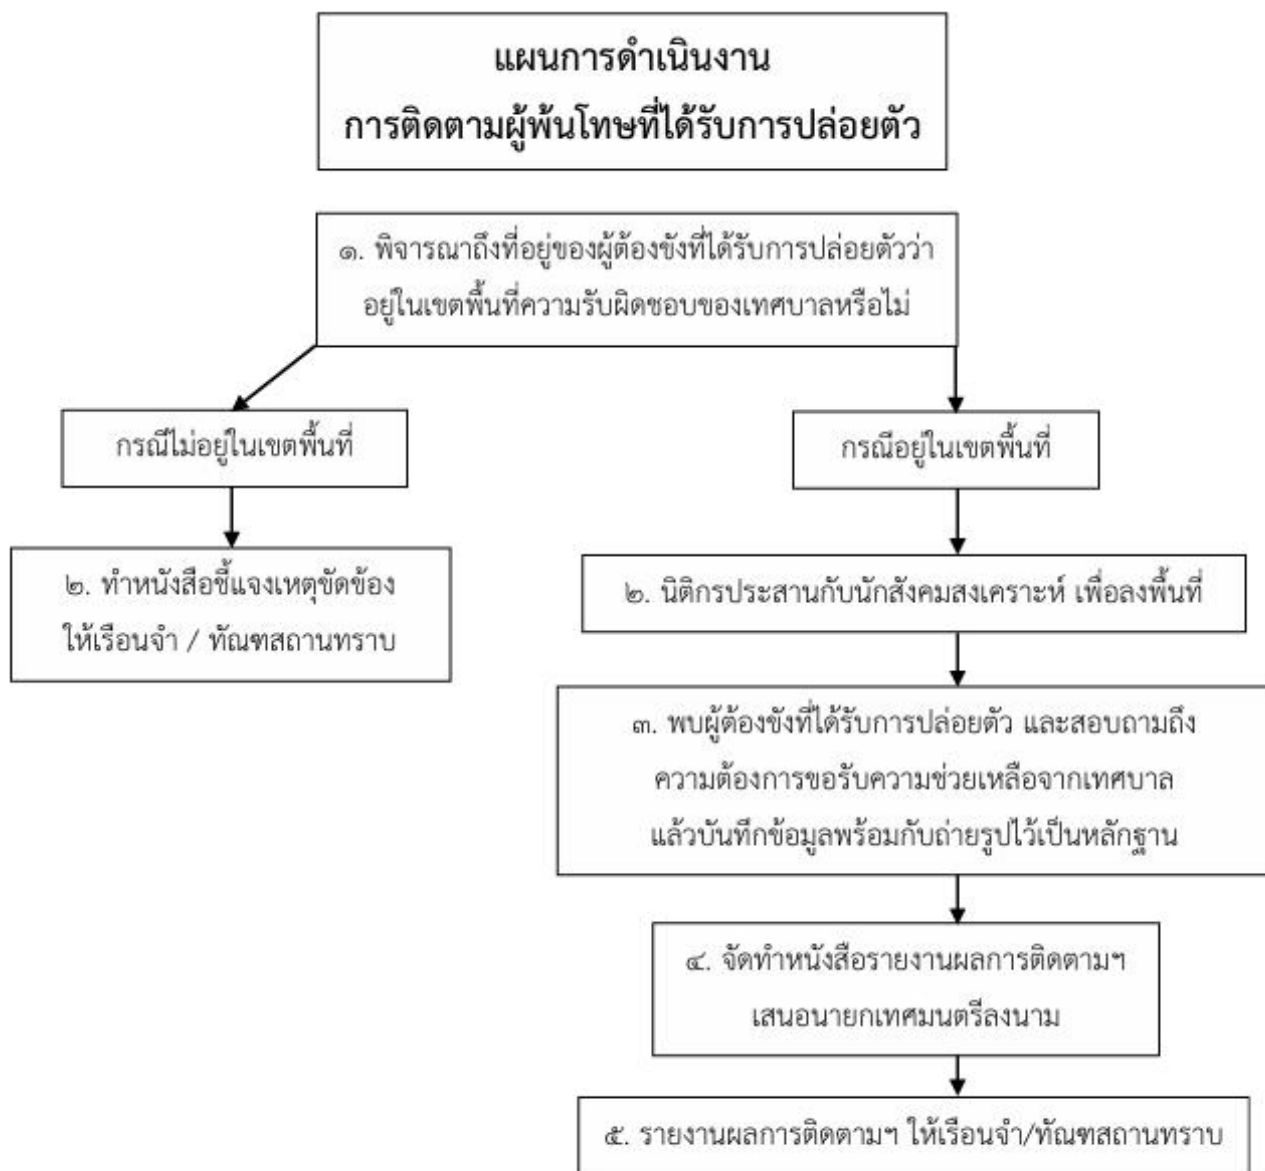 แผนการดำเนินงาน
การติดตามผู้พ้นโทษที่ได้รับการปล่อยตัว
๑. พิจารณาถึงที่อยู่ของผู้ต้องขังที่ได้รับการปล่อยตัวว่า
อยู่ในเขตพื้นที่ความรับผิดชอบของเทศบาลหรือไม่
กรณีไม่อยู่ในเขตพื้นที่
๒. ทำหนังสือชี้แจงเหตุขัดข้อง
ให้เรือนจำ / ทัณฑสถานทราบ
กรณีอยู่ในเขตพื้นที่
๒. นิติกรประสานกับนักสังคมสงเคราะห์ เพื่อลงพื้นที่
๓. พบผู้ต้องขังที่ได้รับการปล่อยตัว และสอบถามถึง
ความต้องการขอรับความช่วยเหลือจากเทศบาล
แล้วบันทึกข้อมูลพร้อมกับถ่ายรูปไว้เป็นหลักฐาน
๔. จัดทำหนังสือรายงานผลการติดตามฯ
เสนอนายกเทศมนตรีลงนาม
๕. รายงานผลการติดตามฯ ให้เรือนจำ/ทัณฑสถานทราบ